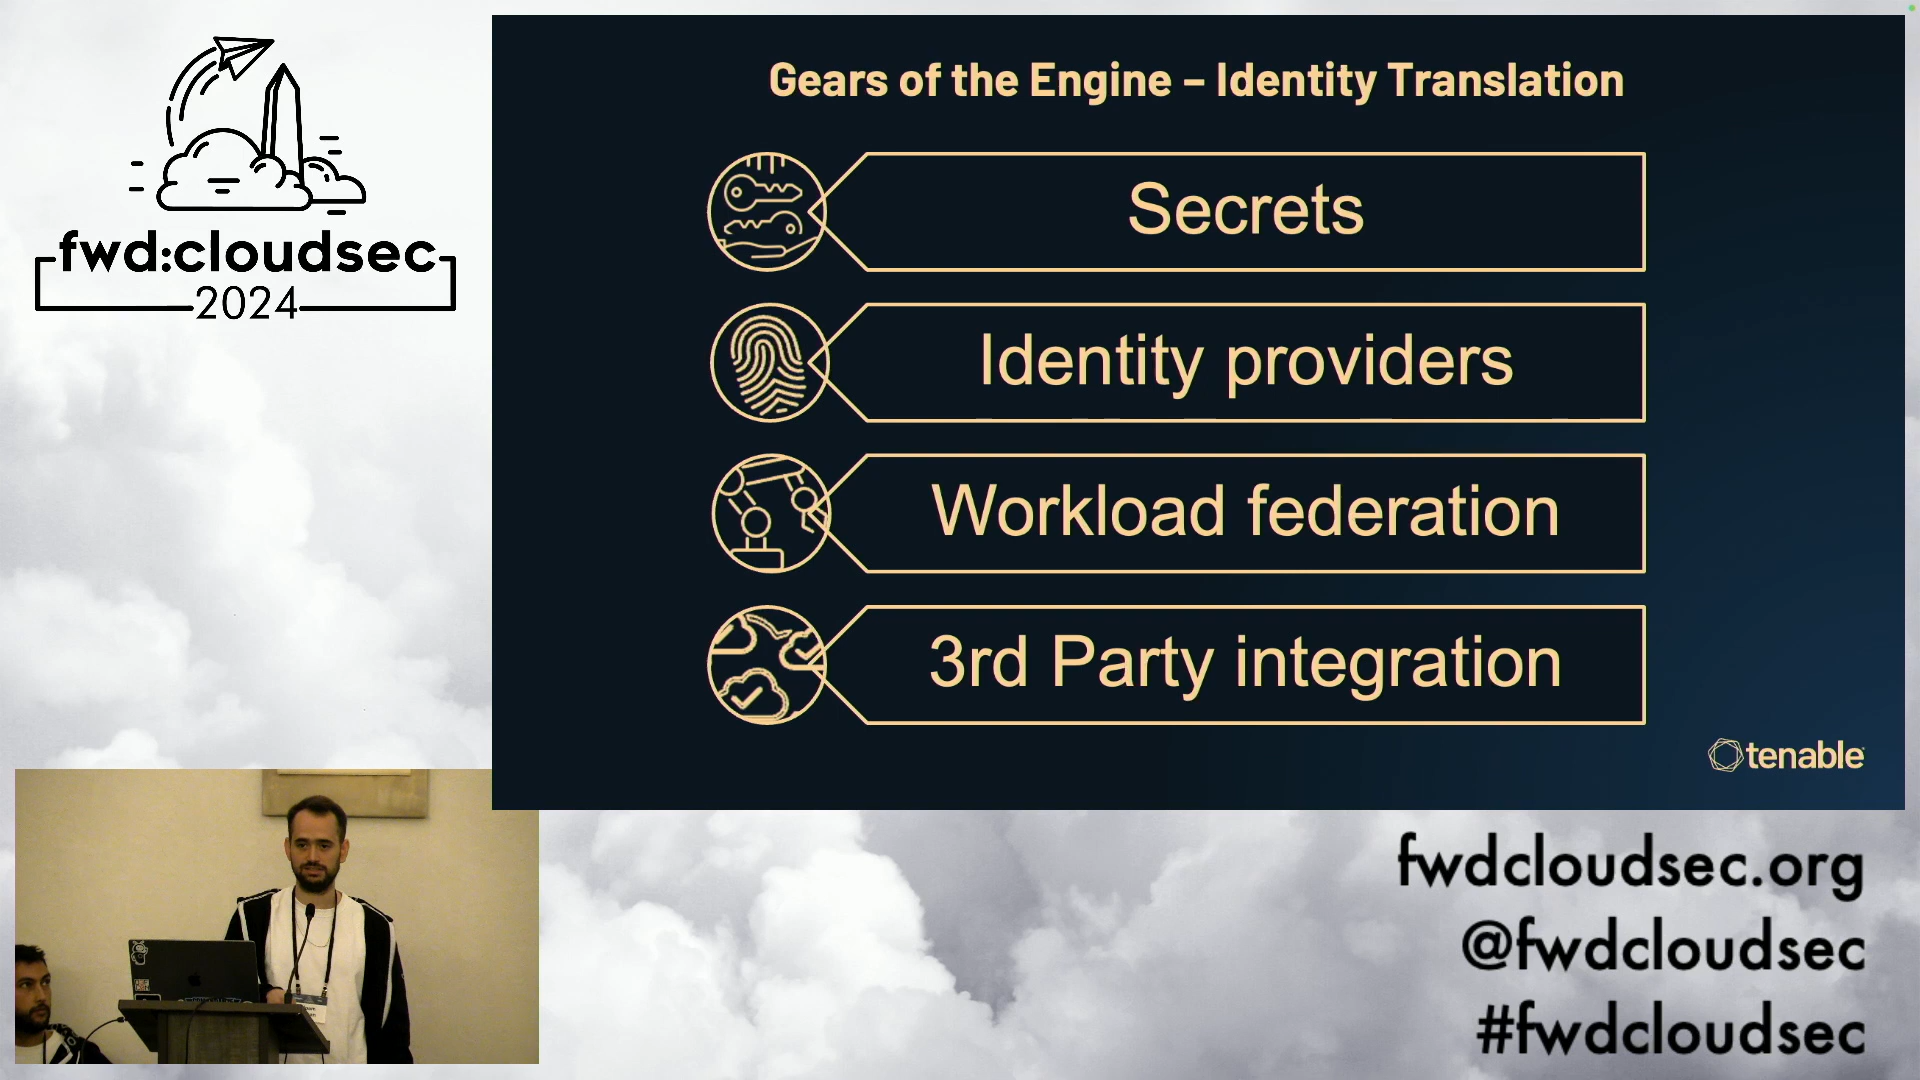 fwd:cloudsec
2024
Gears of the Engine – Identity Translation
Secrets
Identity providers
Workload federation
3rd Party integration
tenable
fwdcloudsec.org
@fwdcloudsec
#fwdcloudsec